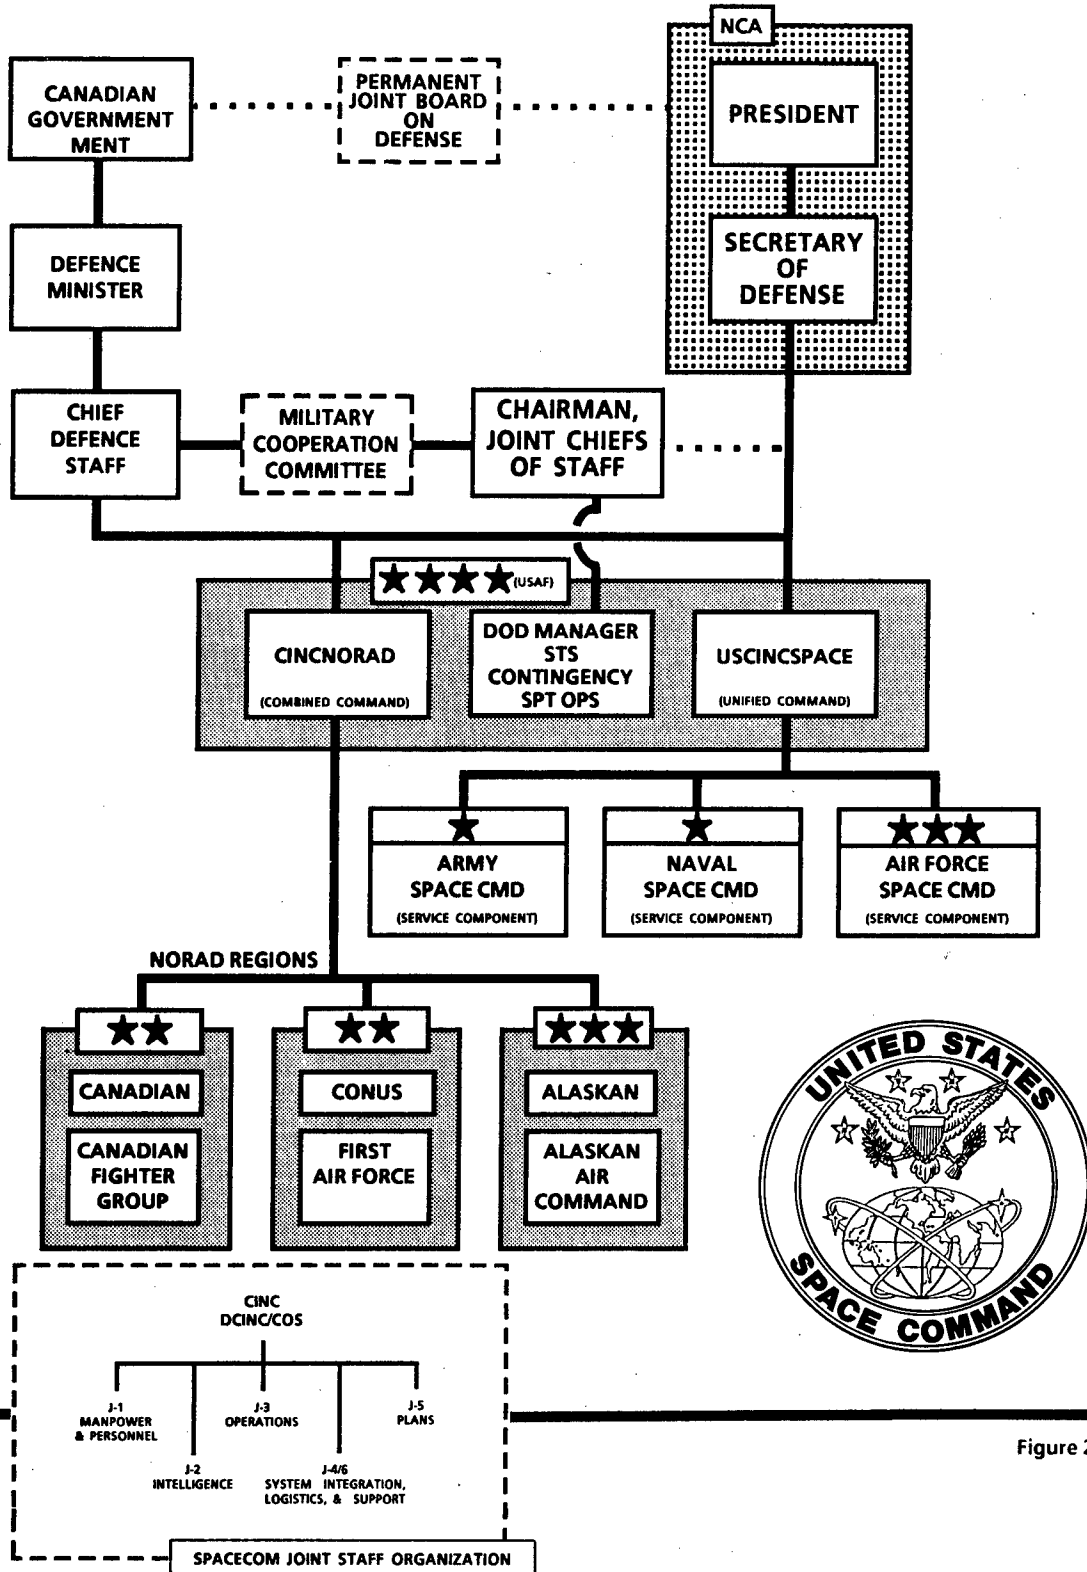 NCA
CANADIAN
GOVERNMENT
MENT
PERMANENT
JOINT BOARD
ON
DEFENSE
PRESIDENT
DEFENCE
MINISTER
SECRETARY
OF
DEFENSE
CHIEF
DEFENCE
STAFF
MILITARY
COOPERATION
COMMITTEE
CHAIRMAN,
JOINT CHIEFS
OF STAFF
(USAF)
CINCNORAD
(COMBINED COMMAND)
DOD MANAGER
STS
CONTINGENCY
SPT OPS
USCINCSPACE
(UNIFIED COMMAND)
ARMY
SPACE CMD
(SERVICE COMPONENT)
NAVAL
SPACE CMD
(SERVICE COMPONENT)
AIR FORCE
SPACE CMD
(SERVICE COMPONENT)
NORAD REGIONS
CANADIAN
CANADIAN
FIGHTER
GROUP
CONUS
FIRST
AIR FORCE
ALASKAN
ALASKAN
AIR
COMMAND
UNITED STATES
SPACE COMMAND
CINC
DCINC/COS
J-1
MANPOWER
& PERSONNEL
J-2
INTELLIGENCE
J-3
OPERATIONS
J-4/6
SYSTEM INTEGRATION,
LOGISTICS, & SUPPORT
J-5
PLANS
Figure 2
SPACECOM JOINT STAFF ORGANIZATION